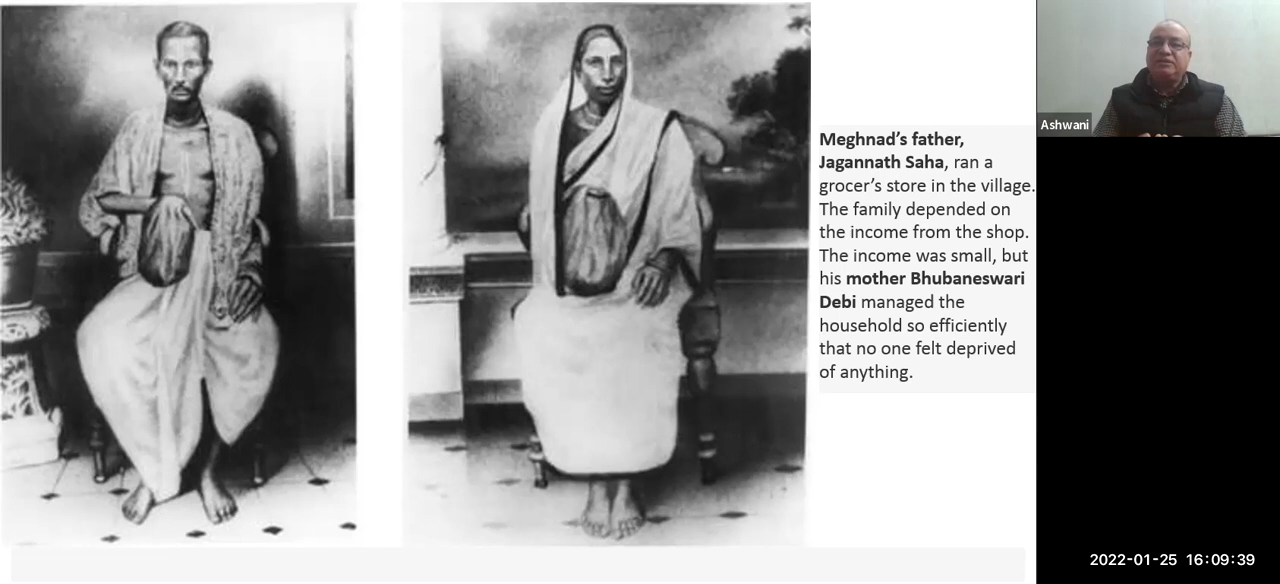 Meghnad’s father,
Jagannath Saha, ran a
grocer’s store in the village.
The family depended on
the income from the shop.
The income was small, but
his mother Bhubaneswari
Debi managed the
household so efficiently
that no one felt deprived
of anything.
Ashwani
2022-01-25 16:09:39